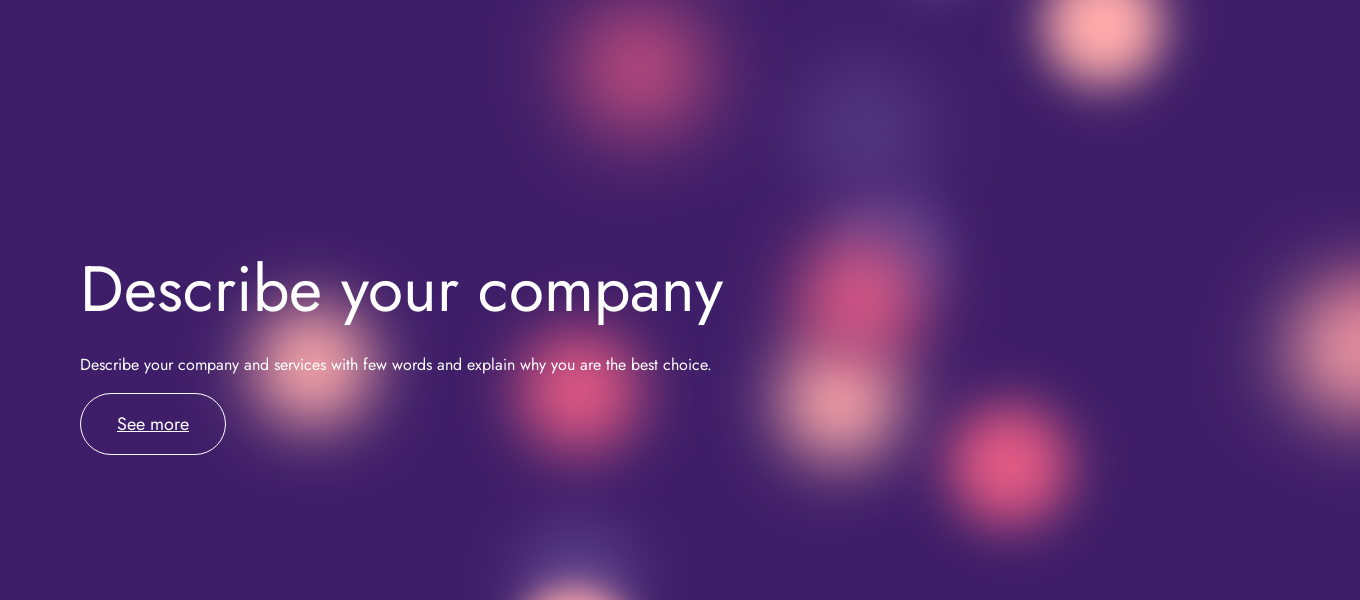 Describe your company
Describe your company and services with few words and explain why you are the best choice.
See more